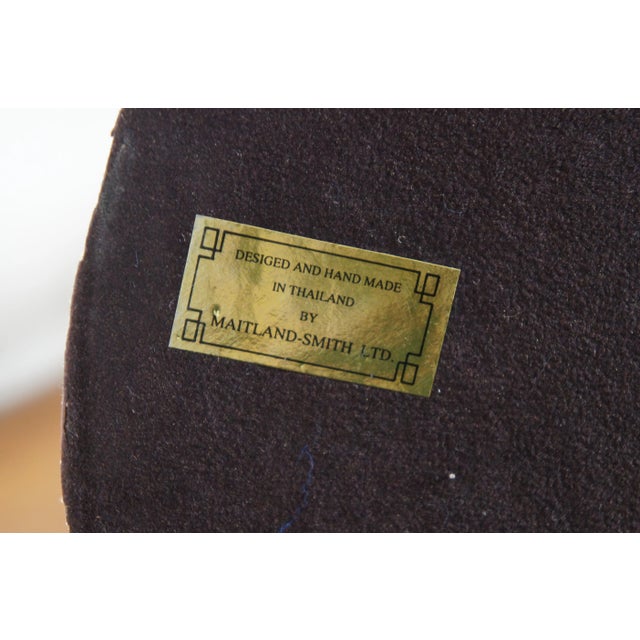 DESIGED AND HAND MADE
IN THAILAND
BY
MAITLAND-SMITH LTD.